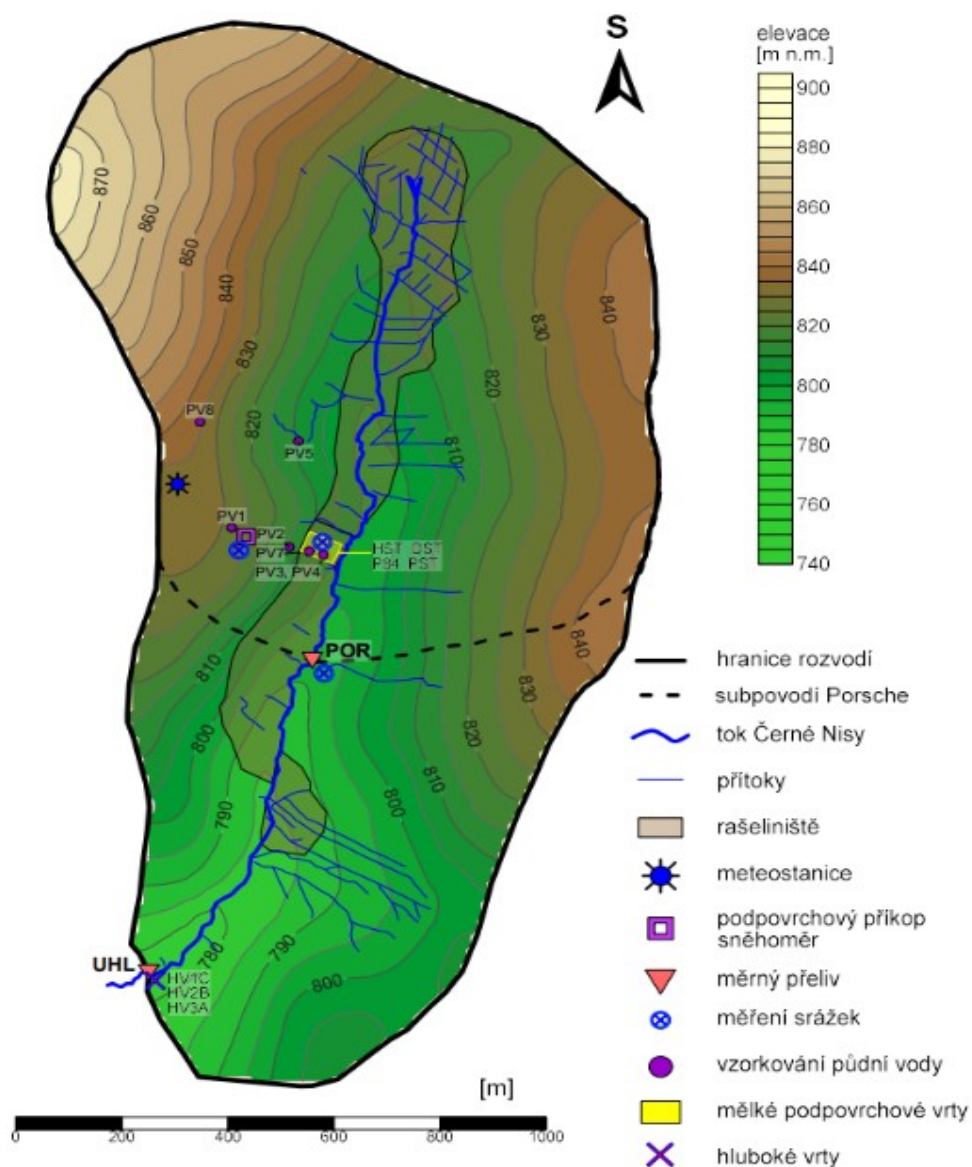 S
elevace
[m n.m.]
900
880
860
840
820
800
780
760
740
870
860
850
840
830
820
830
840
820
810
PV8
PV5
PV1
PV2
PV7
PV3, PV4
HST QST
P84 PST
POR
840
830
820
810
810
800
800
790
790
780
800
UHL
HV1C
HV2B
HV3A
[m]
0 200 400 600 800 1000
hranice rozvodí
subpovodí Porsche
tok Černé Nisy
přítoky
rašeliniště
meteostanice
podpovrchový příkop
sněhoměr
měrný přeliv
měření srážek
vzorkování půdní vody
mělké podpovrchové vrty
hluboké vrty